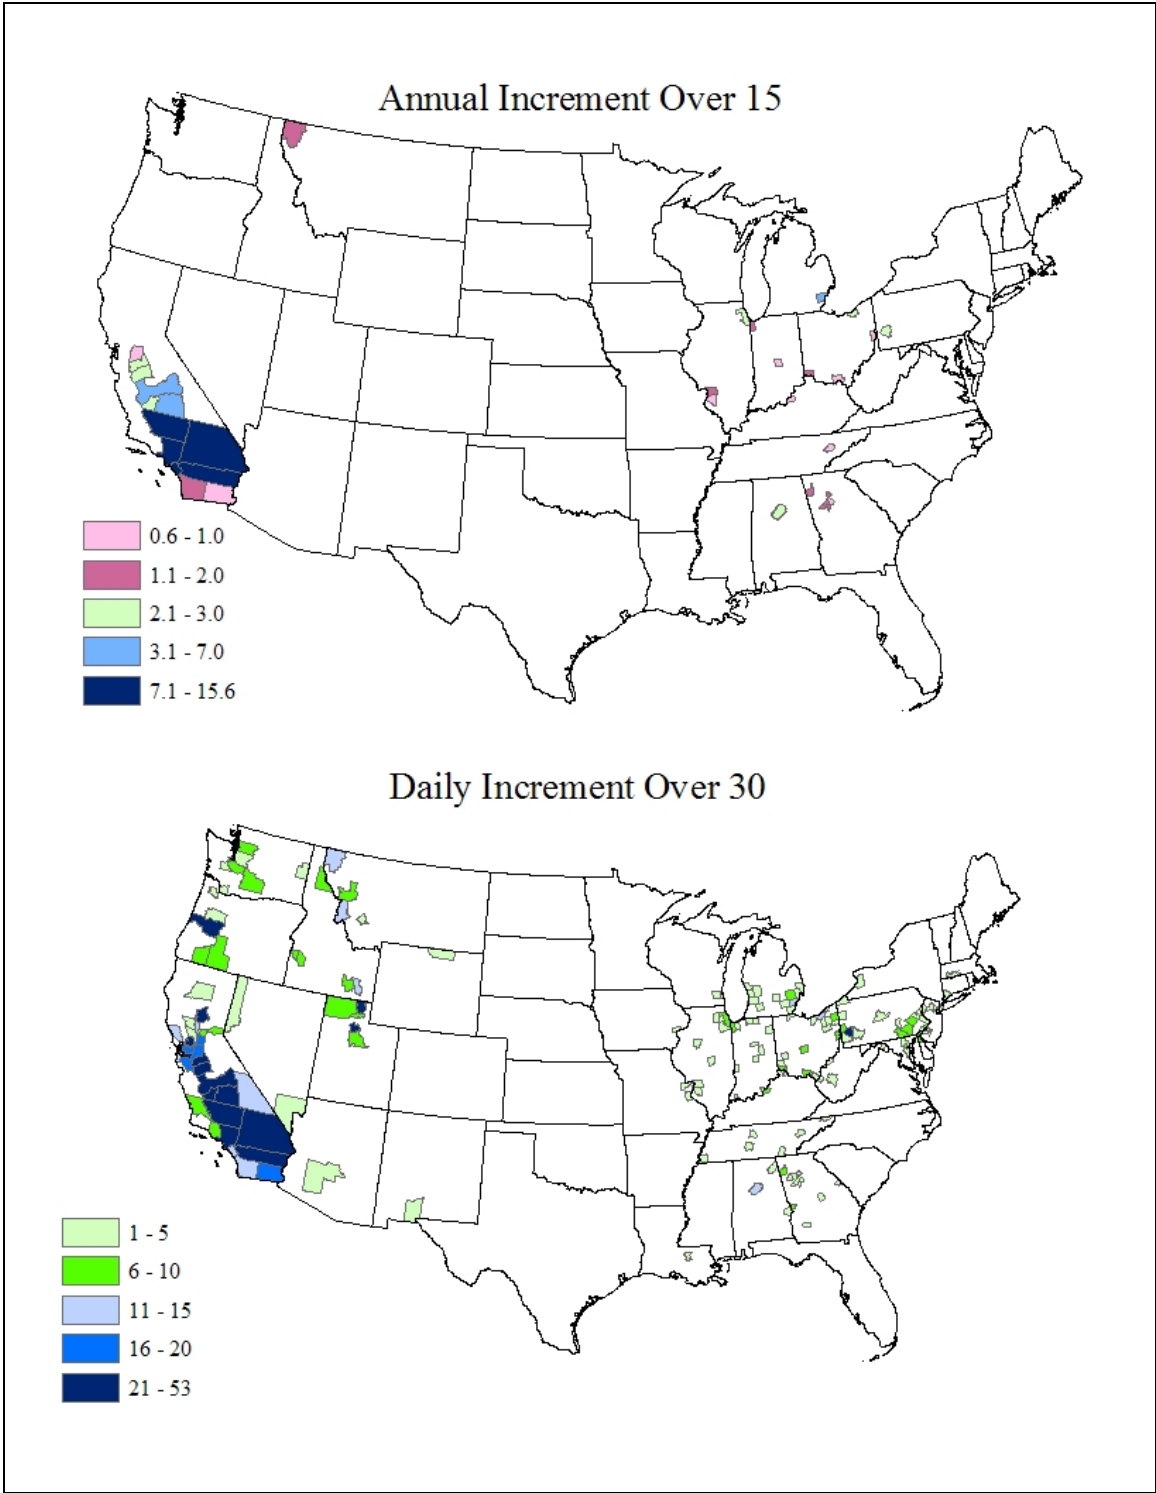 Annual Increment Over 15
0.6 - 1.0
1.1 - 2.0
2.1 - 3.0
3.1 - 7.0
7.1 - 15.6
Daily Increment Over 30
1 - 5
6 - 10
11 - 15
16 - 20
21 - 53